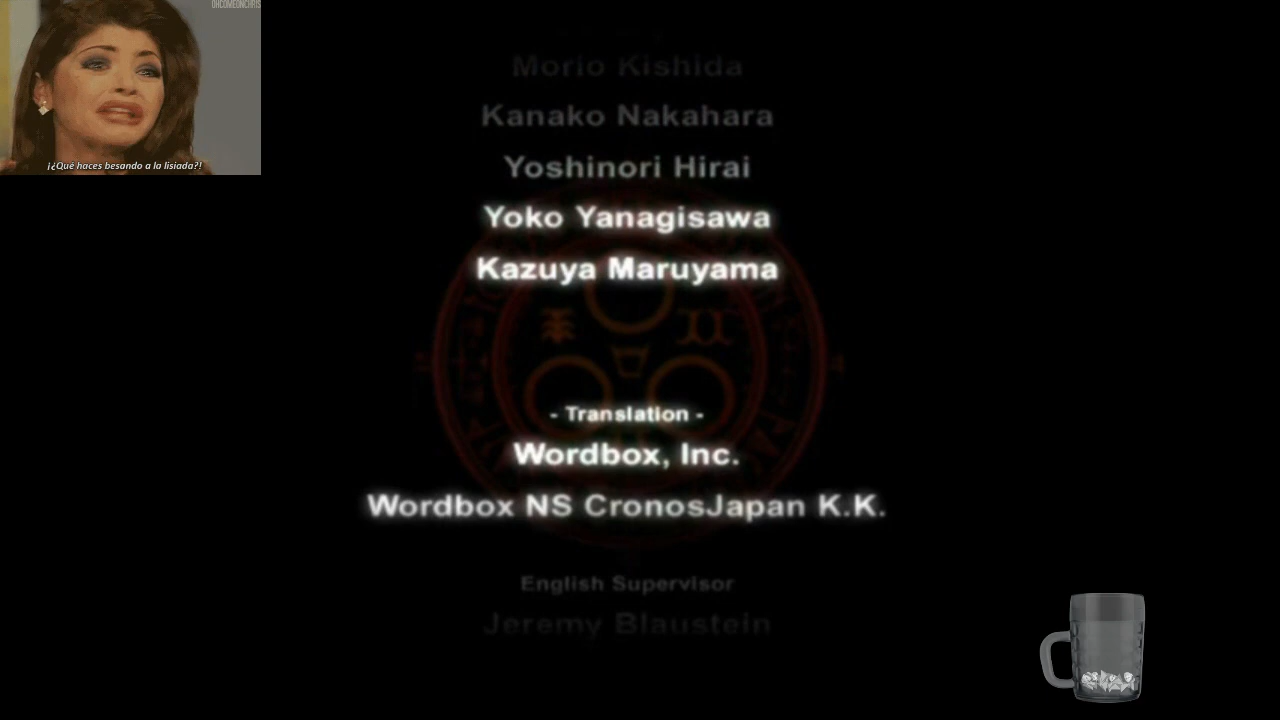 OHCOMEONCHRIS
¡¿Qué haces besando a la lisiada?!
Morio Kishida
Kanako Nakahara
Yoshinori Hirai
Yoko Yanagisawa
Kazuya Maruyama
- Translation -
Wordbox, Inc.
Wordbox NS CronosJapan K.K.
English Supervisor
Jeremy Blaustein